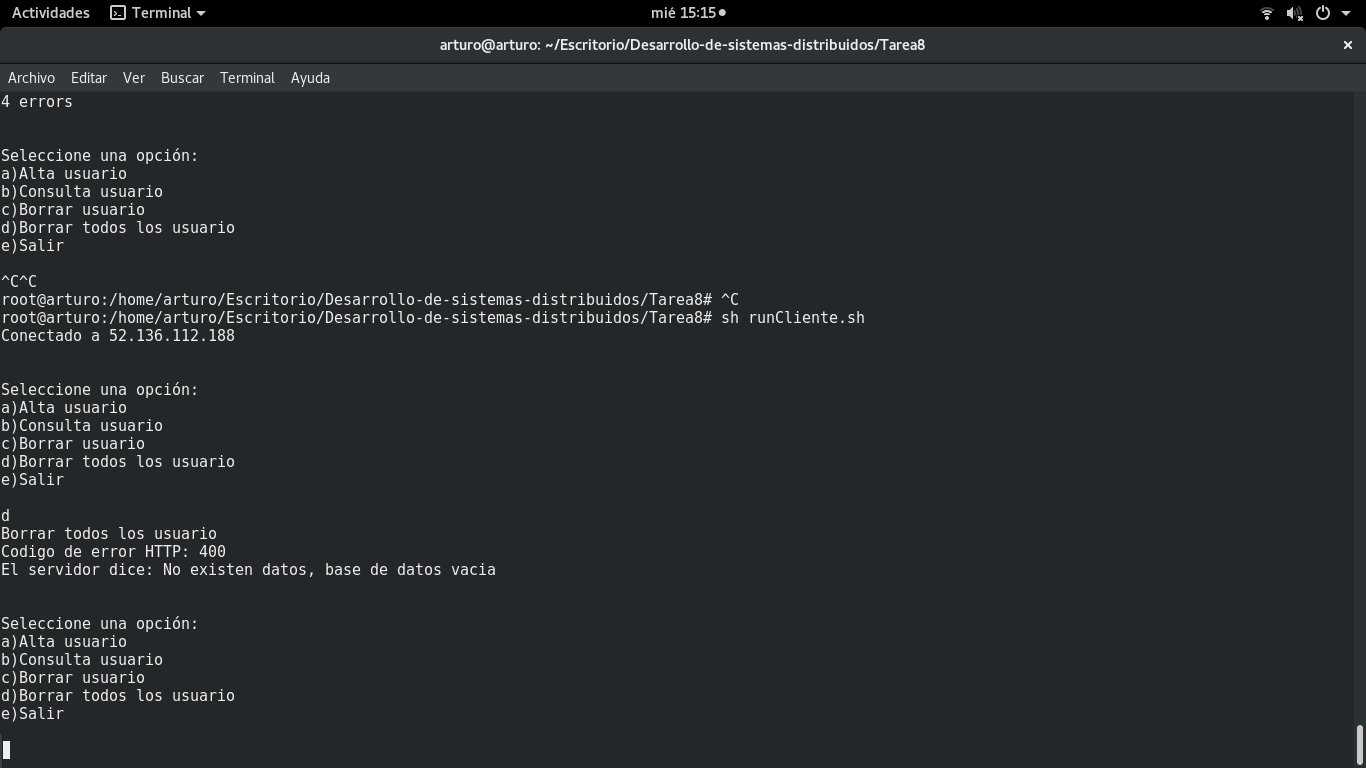 Actividades Terminal mié 15:15
arturo@arturo: ~/Escritorio/Desarrollo-de-sistemas-distribuidos/Tarea8
Archivo Editar Ver Buscar Terminal Ayuda
4 errors
Seleccione una opción:
a)Alta usuario
b)Consulta usuario
c)Borrar usuario
d)Borrar todos los usuario
e)Salir
^C^C
root@arturo:/home/arturo/Escritorio/Desarrollo-de-sistemas-distribuidos/Tarea8# ^C
root@arturo:/home/arturo/Escritorio/Desarrollo-de-sistemas-distribuidos/Tarea8# sh runCliente.sh
Conectado a 52.136.112.188
Seleccione una opción:
a)Alta usuario
b)Consulta usuario
c)Borrar usuario
d)Borrar todos los usuario
e)Salir
d
Borrar todos los usuario
Codigo de error HTTP: 400
El servidor dice: No existen datos, base de datos vacia
Seleccione una opción:
a)Alta usuario
b)Consulta usuario
c)Borrar usuario
d)Borrar todos los usuario
e)Salir